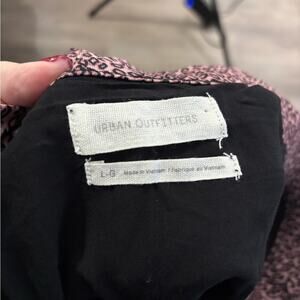 URBAN OUTFITTERS
L-G Made in Vietnam / Fabriqué au Vietnam